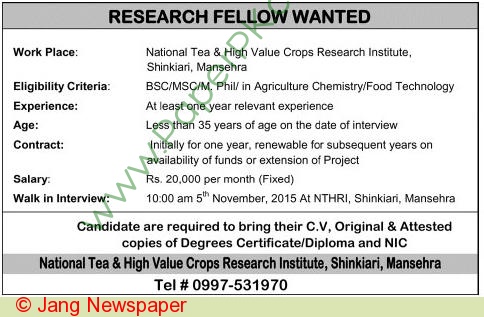 RESEARCH FELLOW WANTED
Work Place: National Tea & High Value Crops Research Institute,
Shinkiari, Mansehra
Eligibility Criteria: BSC/MSC/M. Phil/ in Agriculture Chemistry/Food Technology
Experience: At least one year relevant experience
Age: Less than 35 years of age on the date of interview
Contract: Initially for one year, renewable for subsequent years on
availability of funds or extension of Project
Salary: Rs. 20,000 per month (Fixed)
Walk in Interview: 10:00 am 5th November, 2015 At NTHRI, Shinkiari, Mansehra
Candidate are required to bring their C.V, Original & Attested
copies of Degrees Certificate/Diploma and NIC
National Tea & High Value Crops Research Institute, Shinkiari, Mansehra
Tel # 0997-531970
© Jang Newspaper